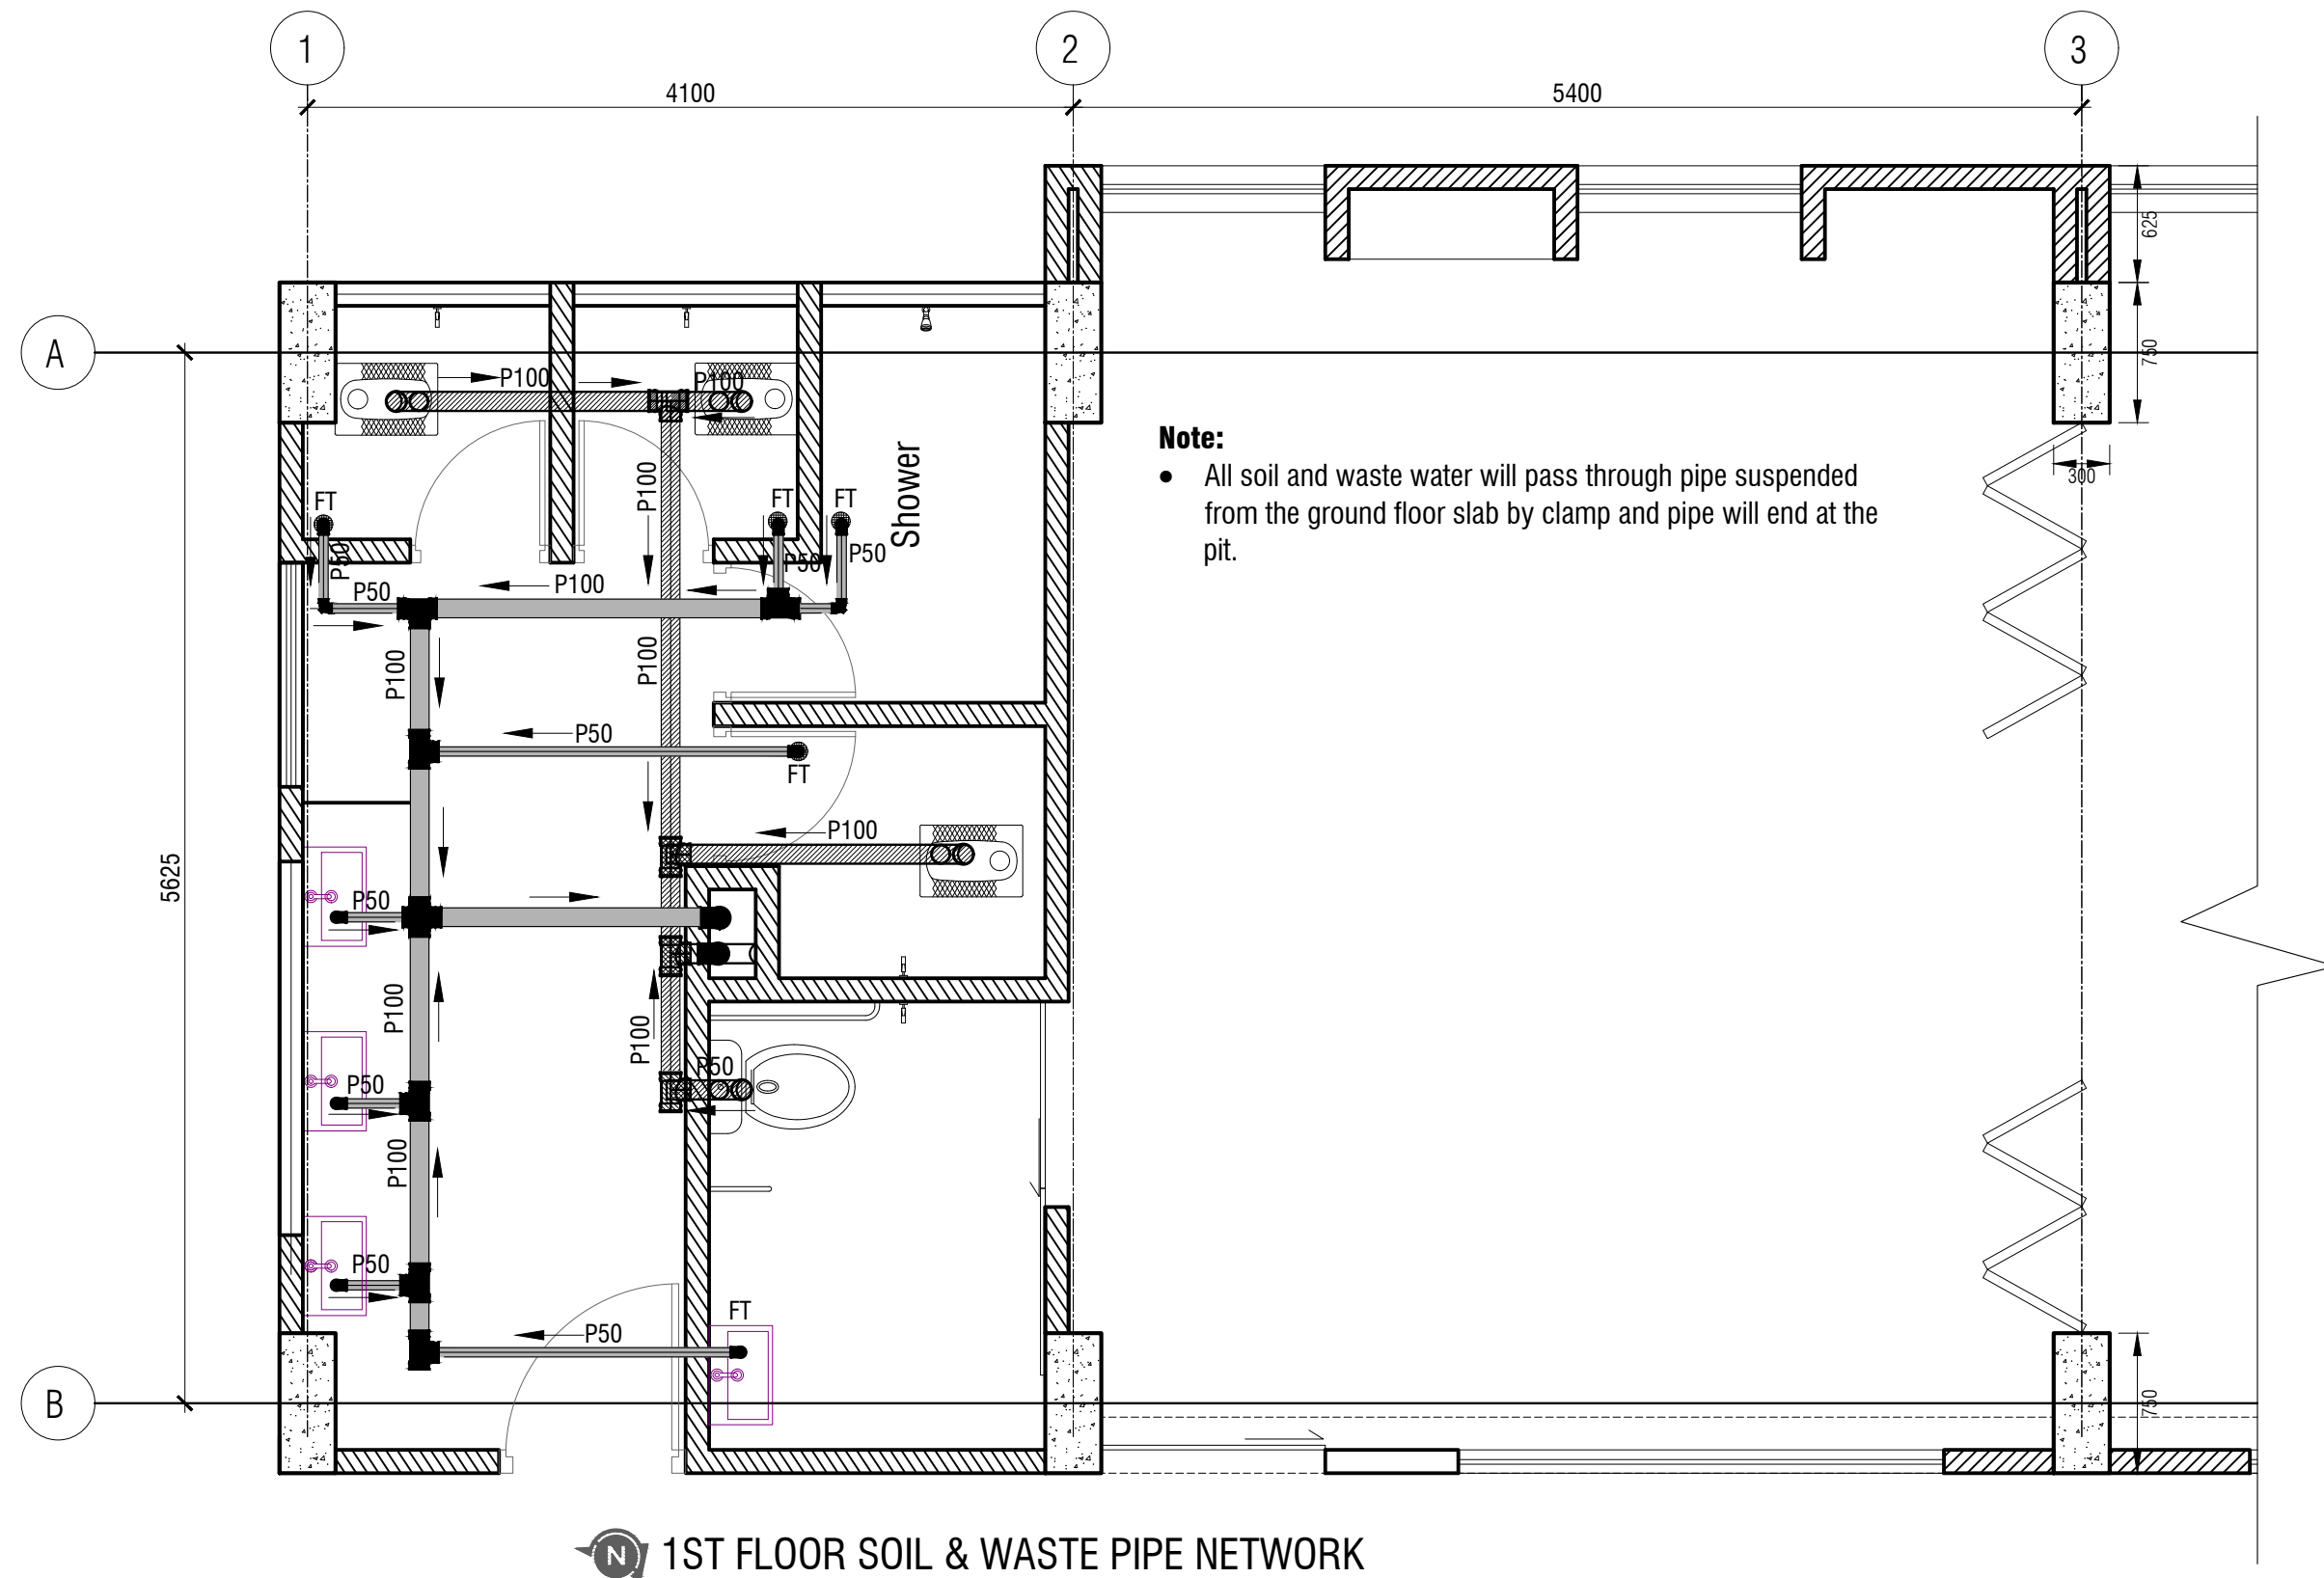 1
2
3
4100
5400
625
A
750
P100
P100
Note:
• All soil and waste water will pass through pipe suspended
from the ground floor slab by clamp and pipe will end at the
pit.
300
Shower
P100
FT
FT
FT
P50
P50
P50
P100
P50
P100
P100
P50
FT
P100
5625
P50
P100
P100
P50
P50
P100
P50
FT
P50
B
750
N
1ST FLOOR SOIL & WASTE PIPE NETWORK